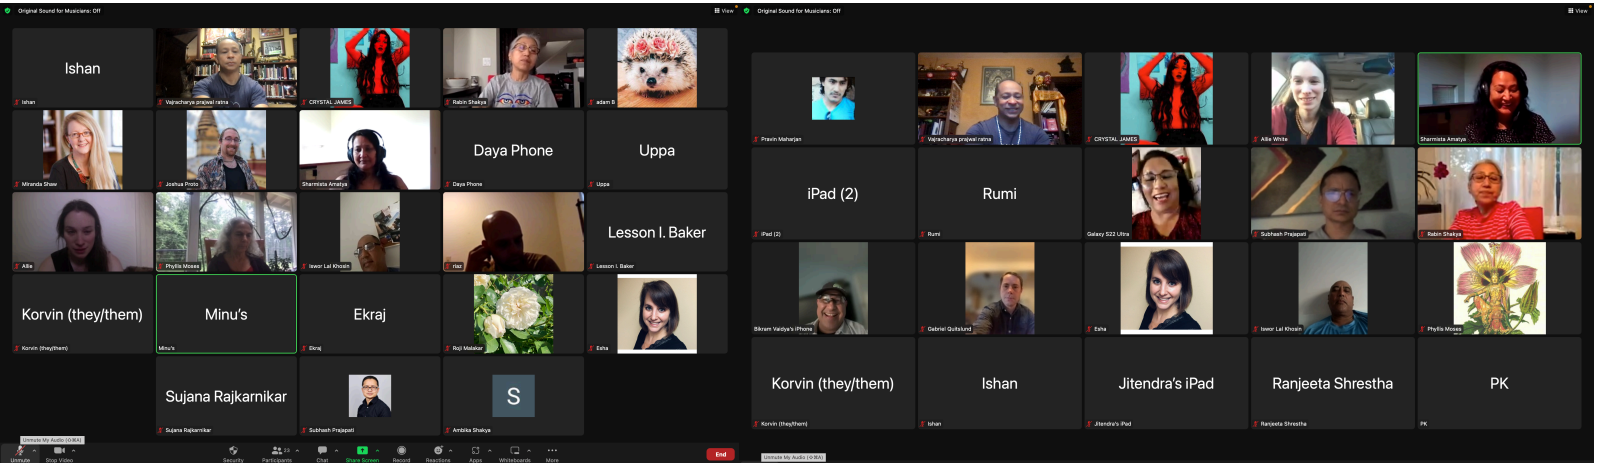 Original Sound for Musicians: Off
View
Ishan
Ishan
Vajracharya prajwal ratna
CRYSTAL JAMES
Rabin Shakya
adam B
Miranda Shaw
Joshua Proto
Sharmista Amatya
Daya Phone
Daya Phone
Uppa
Uppa
Allie
Phyllis Moses
Iswor Lal Khosin
riaz
Lesson I. Baker
Lesson I. Baker
Korvin (they/them)
Korvin (they/them)
Minu's
Minu's
Ekraj
Ekraj
Roji Malakar
Esha
Sujana Rajkarnikar
Sujana Rajkarnikar
Subhash Prajapati
S
Ambika Shakya
Unmute My Audio (⇧⌘A)
Unmute
Stop Video
Security
Participants
23
Chat
Share Screen
Record
Reactions
Apps
Whiteboards
More
End
Original Sound for Musicians: Off
View
Pravin Maharjan
Vajracharya prajwal ratna
CRYSTAL JAMES
Allie White
Sharmista Amatya
iPad (2)
iPad (2)
Rumi
Rumi
Galaxy S22 Ultra
Subhash Prajapati
Rabin Shakya
Bikram Vaidya's iPhone
Gabriel Quitslund
Esha
Iswor Lal Khosin
Phyllis Moses
Korvin (they/them)
Korvin (they/them)
Ishan
Ishan
Jitendra's iPad
Jitendra's iPad
Ranjeeta Shrestha
Ranjeeta Shrestha
PK
PK
Unmute My Audio (⇧⌘A)